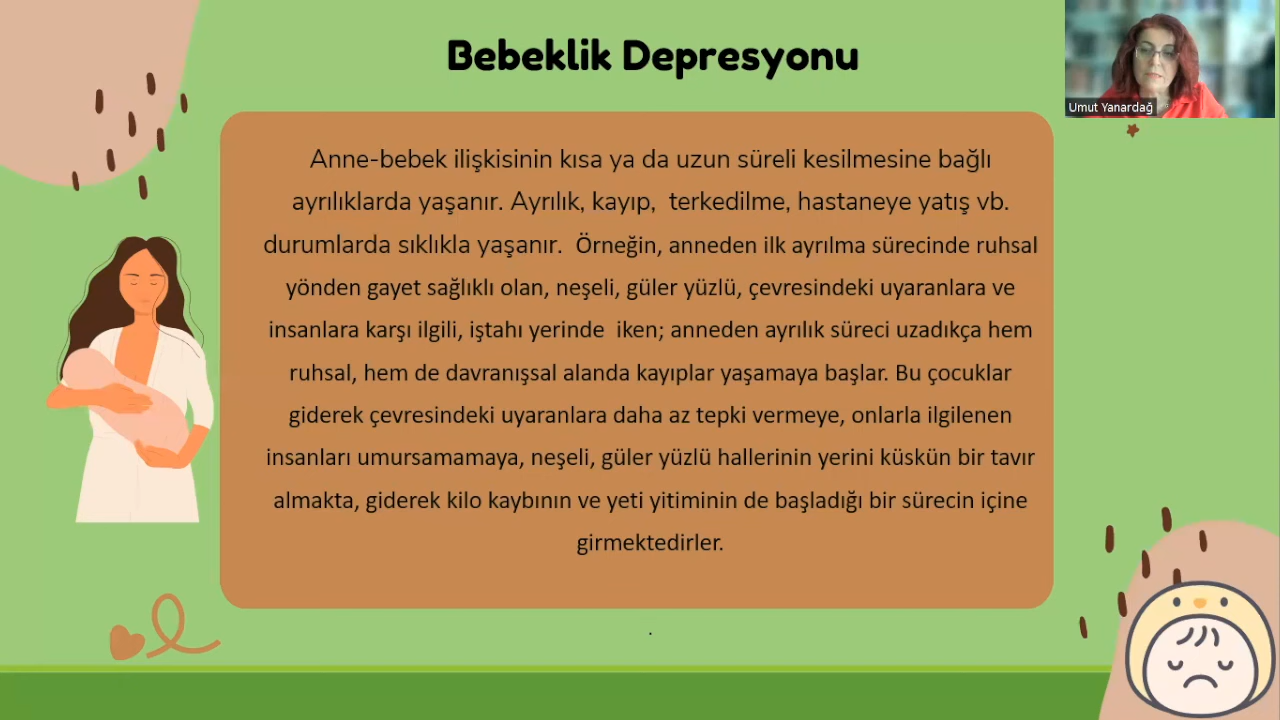 Bebeklik Depresyonu
Umut Yanardağ
Anne-bebek ilişkisinin kısa ya da uzun süreli kesilmesine bağlı
ayrılıklarda yaşanır. Ayrılık, kayıp,  terkedilme, hastaneye yatış vb.
durumlarda sıklıkla yaşanır.  Örneğin, anneden ilk ayrılma sürecinde ruhsal
yönden gayet sağlıklı olan, neşeli, güler yüzlü, çevresindeki uyaranlara ve
insanlara karşı ilgili, iştahı yerinde  iken; anneden ayrılık süreci uzadıkça hem
ruhsal, hem de davranışsal alanda kayıplar yaşamaya başlar. Bu çocuklar
giderek çevresindeki uyaranlara daha az tepki vermeye, onlarla ilgilenen
insanları umursamamaya, neşeli, güler yüzlü hallerinin yerini küskün bir tavır
almakta, giderek kilo kaybının ve yeti yitiminin de başladığı bir sürecin içine
girmektedirler.
.